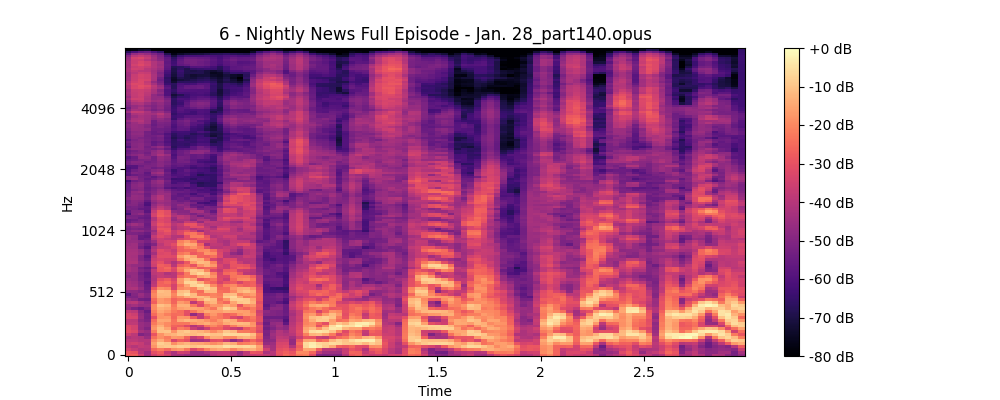 6 - Nightly News Full Episode - Jan. 28_part140.opus
Hz
4096
2048
1024
512
0
0
0.5
1
1.5
2
2.5
Time
+0 dB
-10 dB
-20 dB
-30 dB
-40 dB
-50 dB
-60 dB
-70 dB
-80 dB